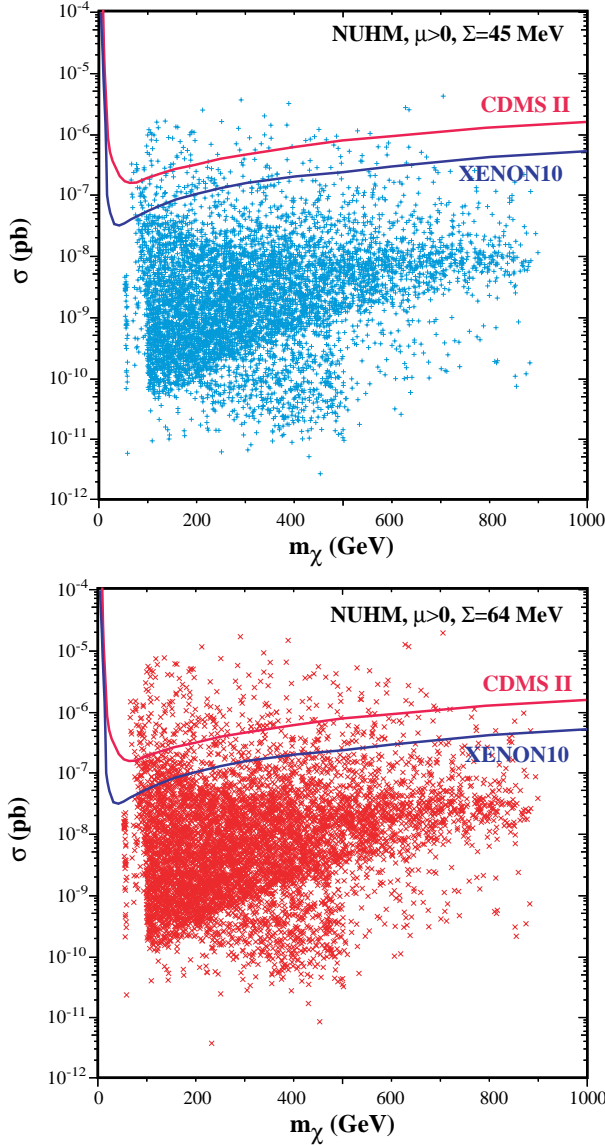 NUHM, μ>0, Σ=45 MeV
CDMS II
XENON10
σ (pb)
10-4
10-5
10-6
10-7
10-8
10-9
10-10
10-11
10-12
0 200 400 600 800 1000
mχ (GeV)
NUHM, μ>0, Σ=64 MeV
CDMS II
XENON10
σ (pb)
10-4
10-5
10-6
10-7
10-8
10-9
10-10
10-11
10-12
0 200 400 600 800 1000
mχ (GeV)